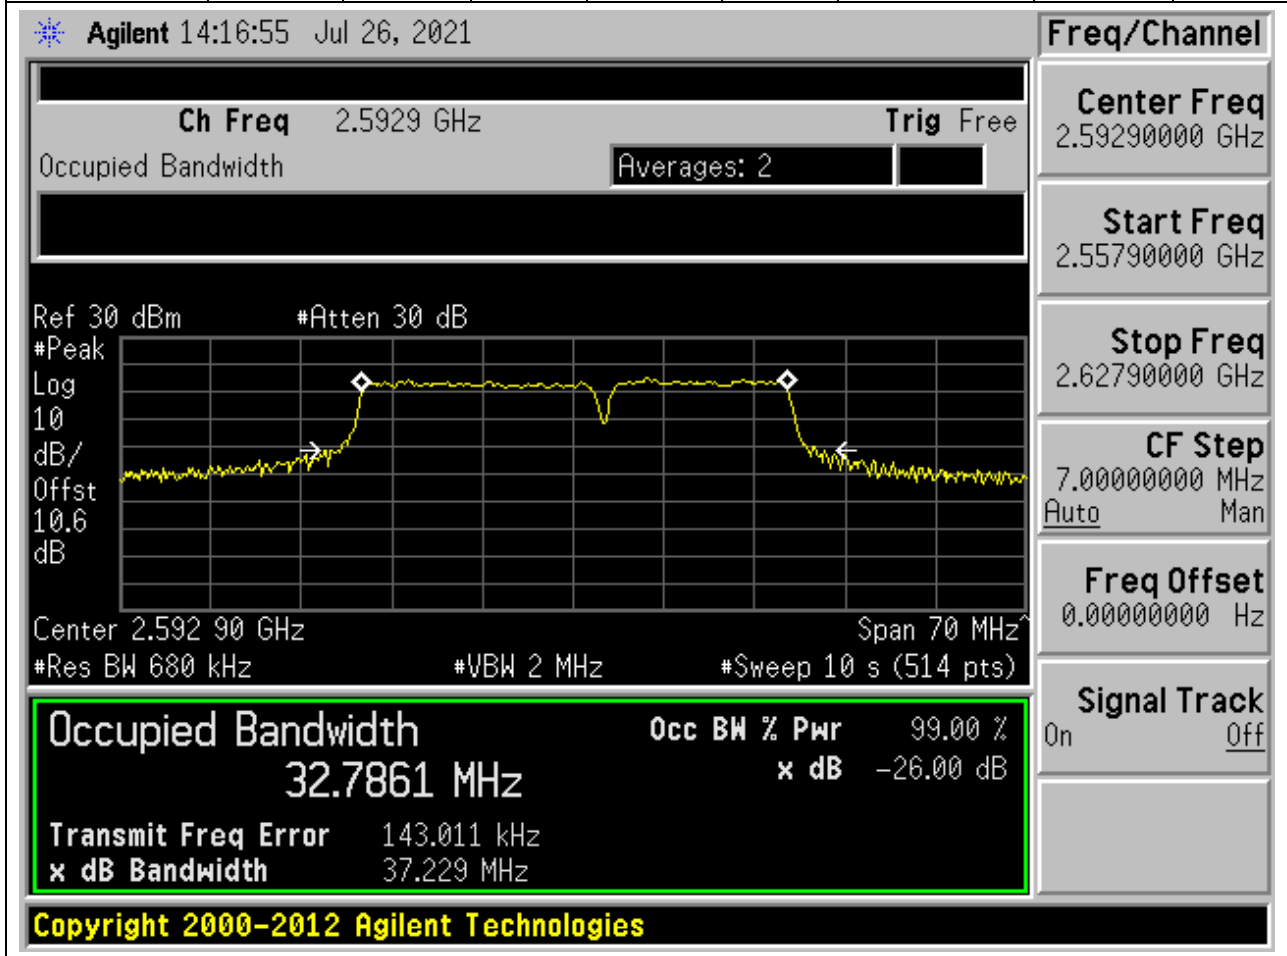 Agilent 14:16:55 Jul 26, 2021
Freq/Channel
Ch Freq 2.5929 GHz Trig Free
Occupied Bandwidth Averages: 2
Center Freq
2.59290000 GHz
Start Freq
2.55790000 GHz
Stop Freq
2.62790000 GHz
CF Step
7.00000000 MHz
Auto Man
Freq Offset
0.00000000 Hz
Signal Track
On Off
Ref 30 dBm #Atten 30 dB
#Peak
Log
10
dB/
Offst
10.6
dB
Center 2.592 90 GHz Span 70 MHz^
#Res BW 680 kHz #VBW 2 MHz #Sweep 10 s (514 pts)
Occupied Bandwidth Occ BW % Pwr 99.00 %
32.7861 MHz x dB -26.00 dB
Transmit Freq Error 143.011 kHz
x dB Bandwidth 37.229 MHz
Copyright 2000-2012 Agilent Technologies